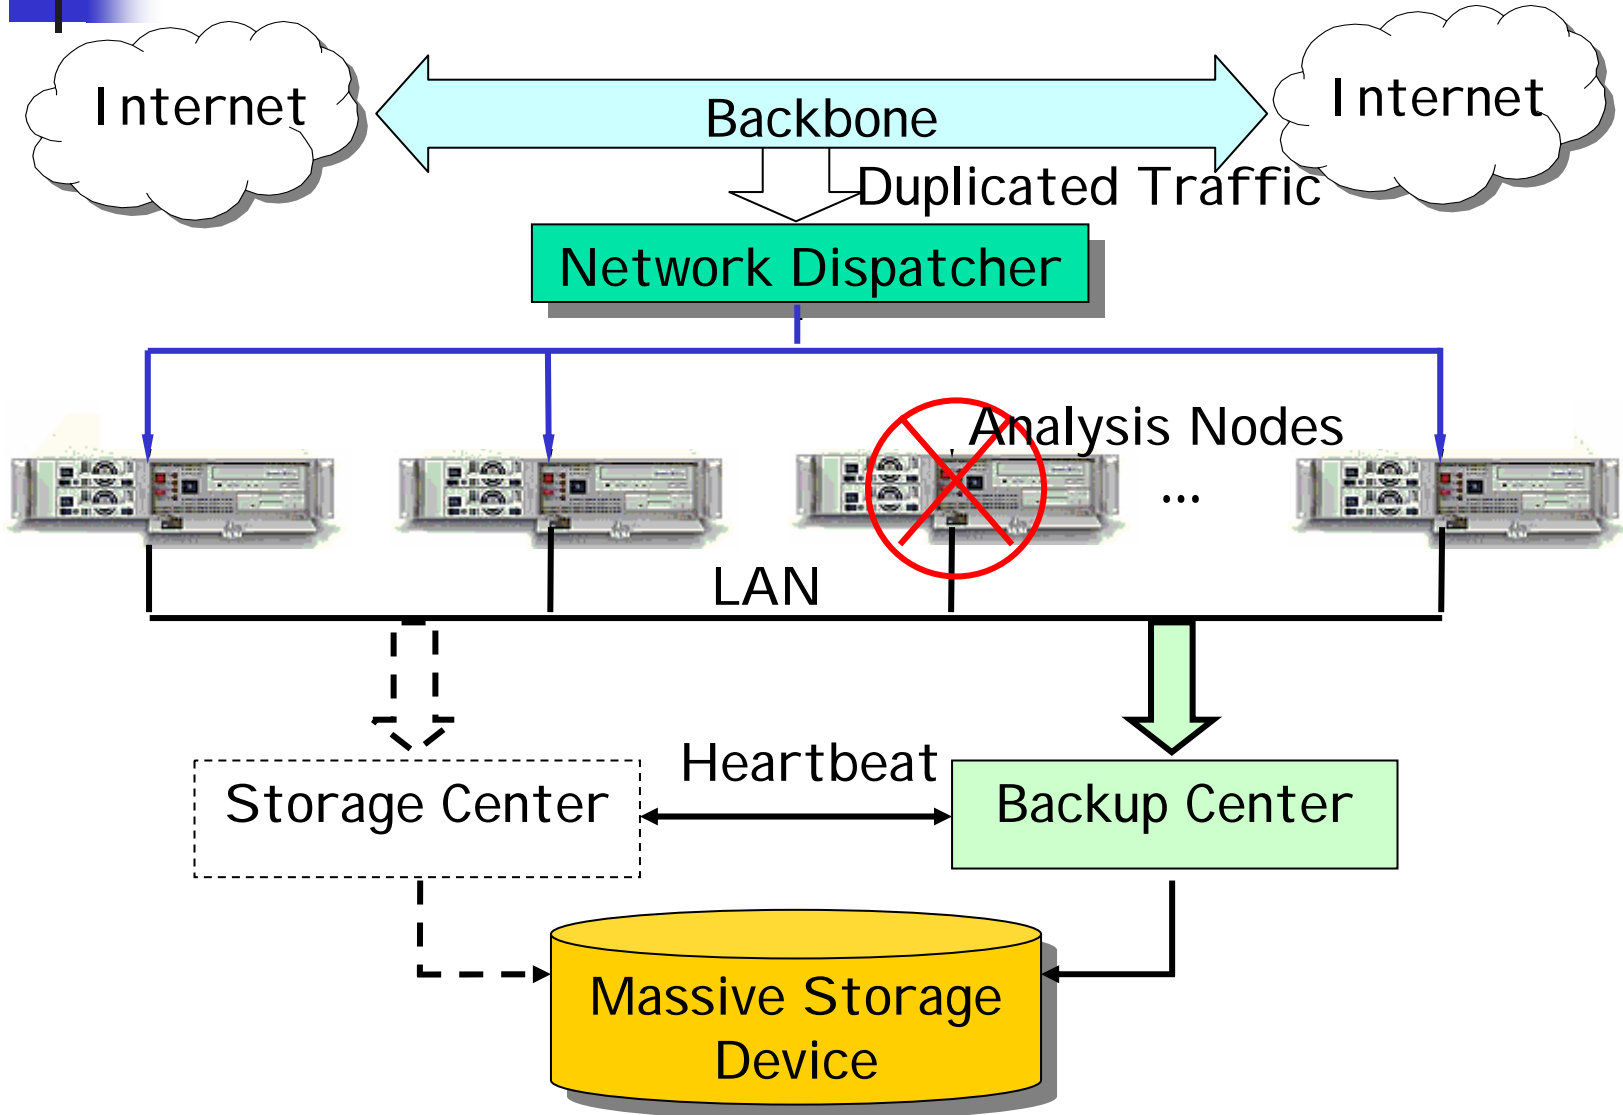 Internet
Internet
Backbone
Duplicated Traffic
Network Dispatcher
Analysis Nodes
...
LAN
Heartbeat
Storage Center
Backup Center
Massive Storage
Device